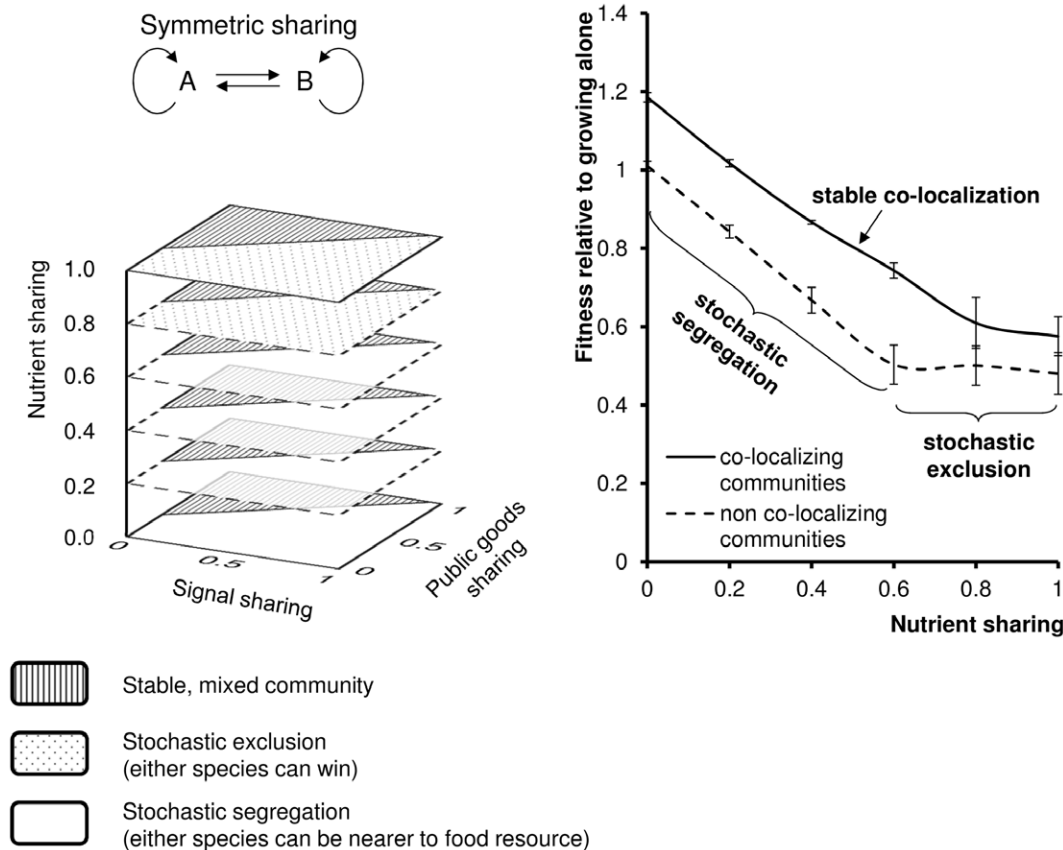 Symmetric sharing
A
B
Nutrient sharing
1.0
0.8
0.6
0.4
0.2
0.0
0
0.5
1
Signal sharing
0
0.5
1
Public goods
sharing
Fitness relative to growing alone
1.4
1.2
1
0.8
0.6
0.4
0.2
0
stable co-localization
stochastic
segregation
stochastic
exclusion
co-localizing
communities
non co-localizing
communities
0
0.2
0.4
0.6
0.8
1
Nutrient sharing
Stable, mixed community
Stochastic exclusion
(either species can win)
Stochastic segregation
(either species can be nearer to food resource)